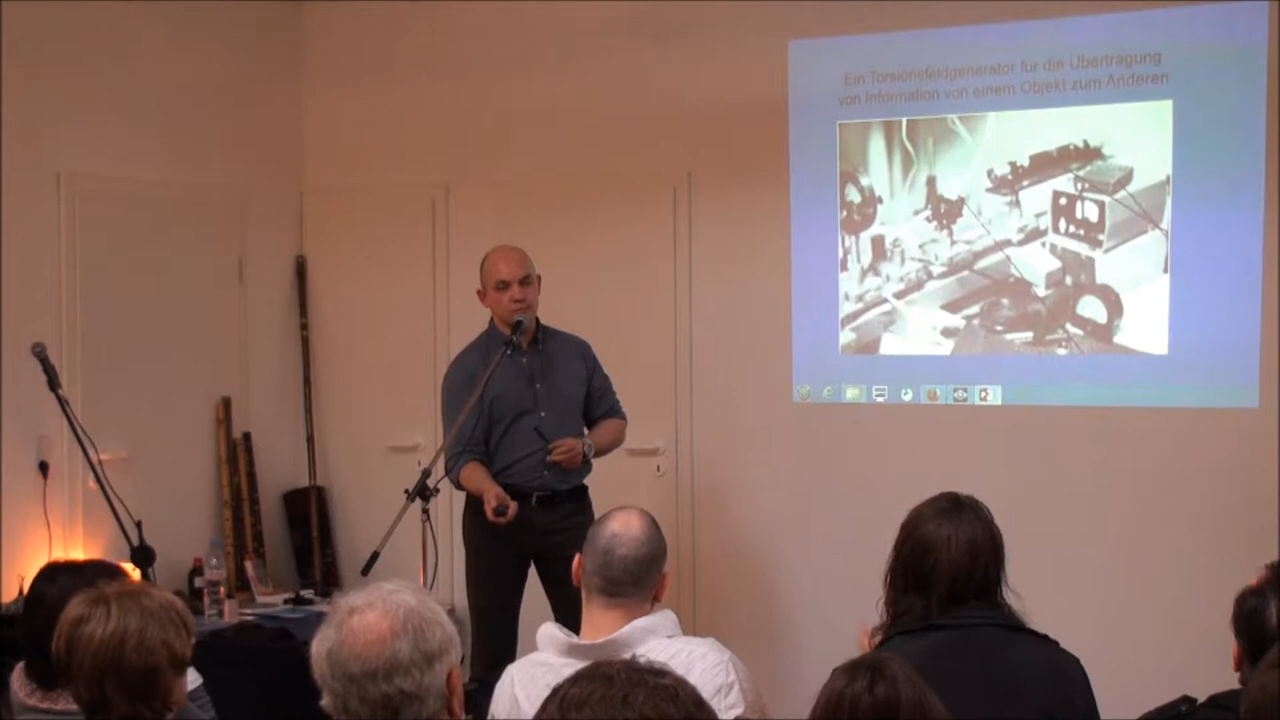 Ein Torsionsfeldgenerator für die Übertragung
von Information von einem Objekt zum Anderen